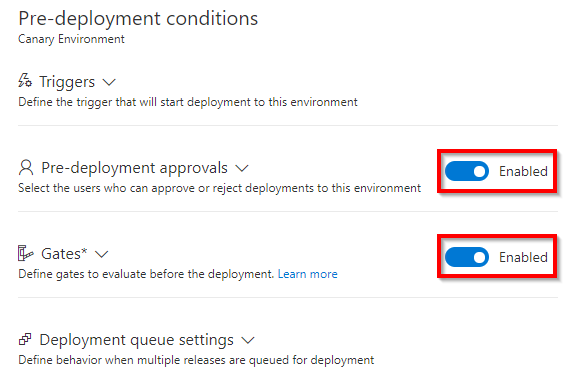 Pre-deployment conditions
Canary Environment
Triggers
Define the trigger that will start deployment to this environment
Pre-deployment approvals
Enabled
Select the users who can approve or reject deployments to this environment
Gates*
Enabled
Define gates to evaluate before the deployment. Learn more
Deployment queue settings
Define behavior when multiple releases are queued for deployment